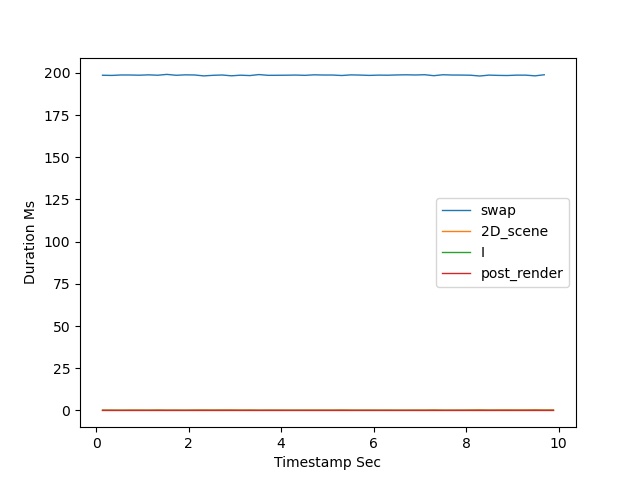 200
175
150
125
100
75
50
25
0
Duration Ms
swap
2D_scene
I
post_render
0 2 4 6 8 10
Timestamp Sec